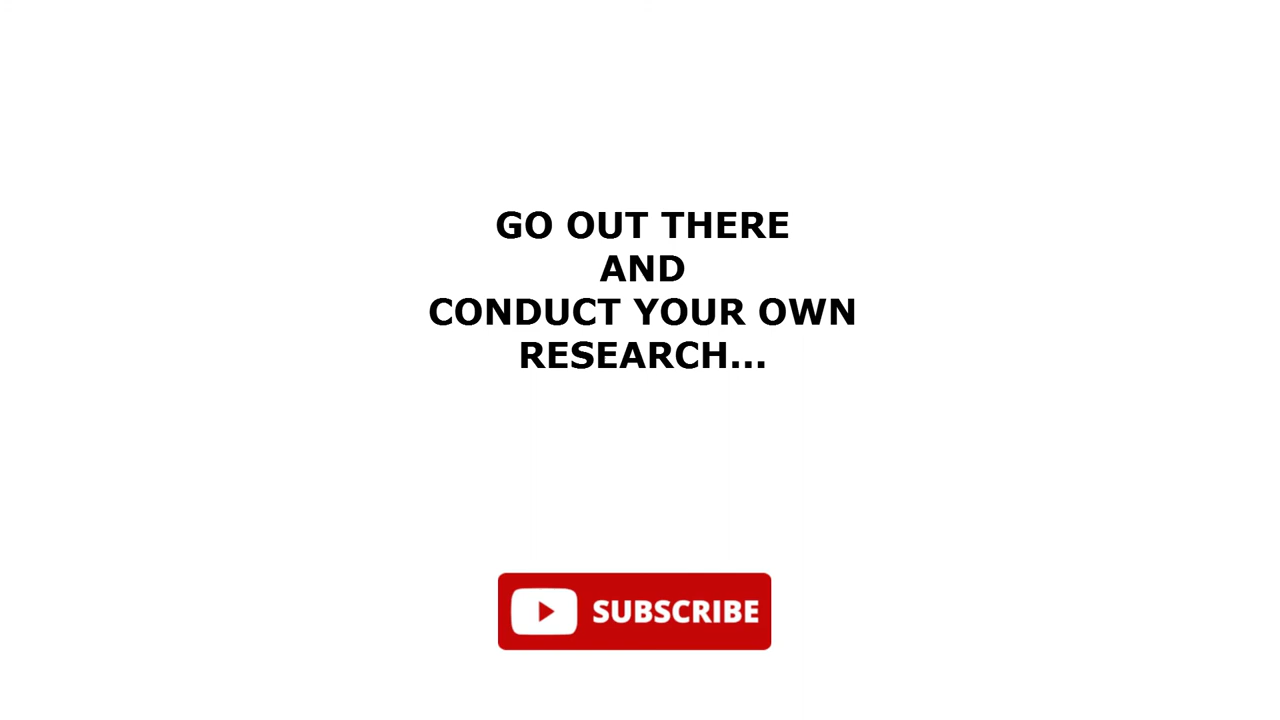 GO OUT THERE
AND
CONDUCT YOUR OWN
RESEARCH...
SUBSCRIBE